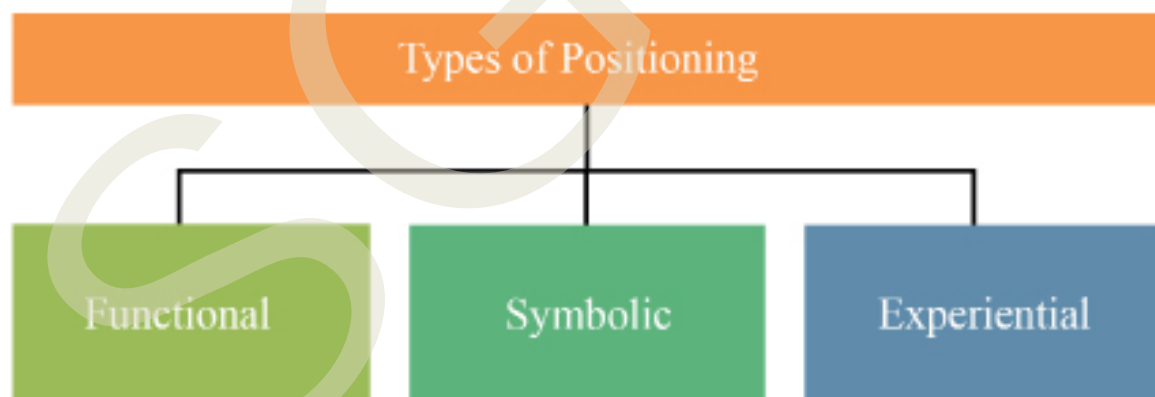 Types of Positioning
Functional
Symbolic
Experiential